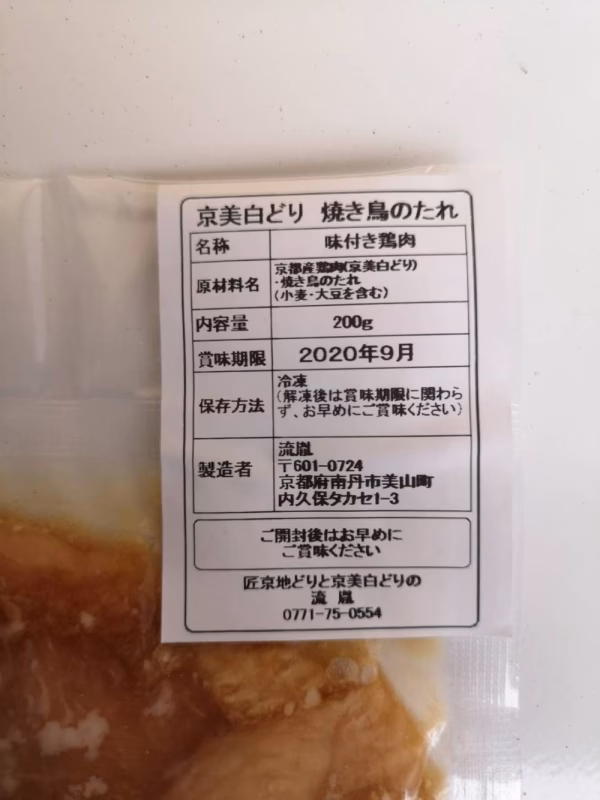 京美白どり 焼き鳥のたれ
名称 味付き鶏肉
原材料名 京都産鶏肉(京美白どり)
・焼き鳥のたれ
(小麦・大豆を含む)
内容量 200g
賞味期限 2020年9月
保存方法 冷凍
(解凍後は賞味期限に関わら
ず、お早めにご賞味ください)
製造者 流胤
〒601-0724
京都府南丹市美山町
内久保タカセ1-3
ご開封後はお早めに
ご賞味ください
匠京地どりと京美白どりの
流胤
0771-75-0554